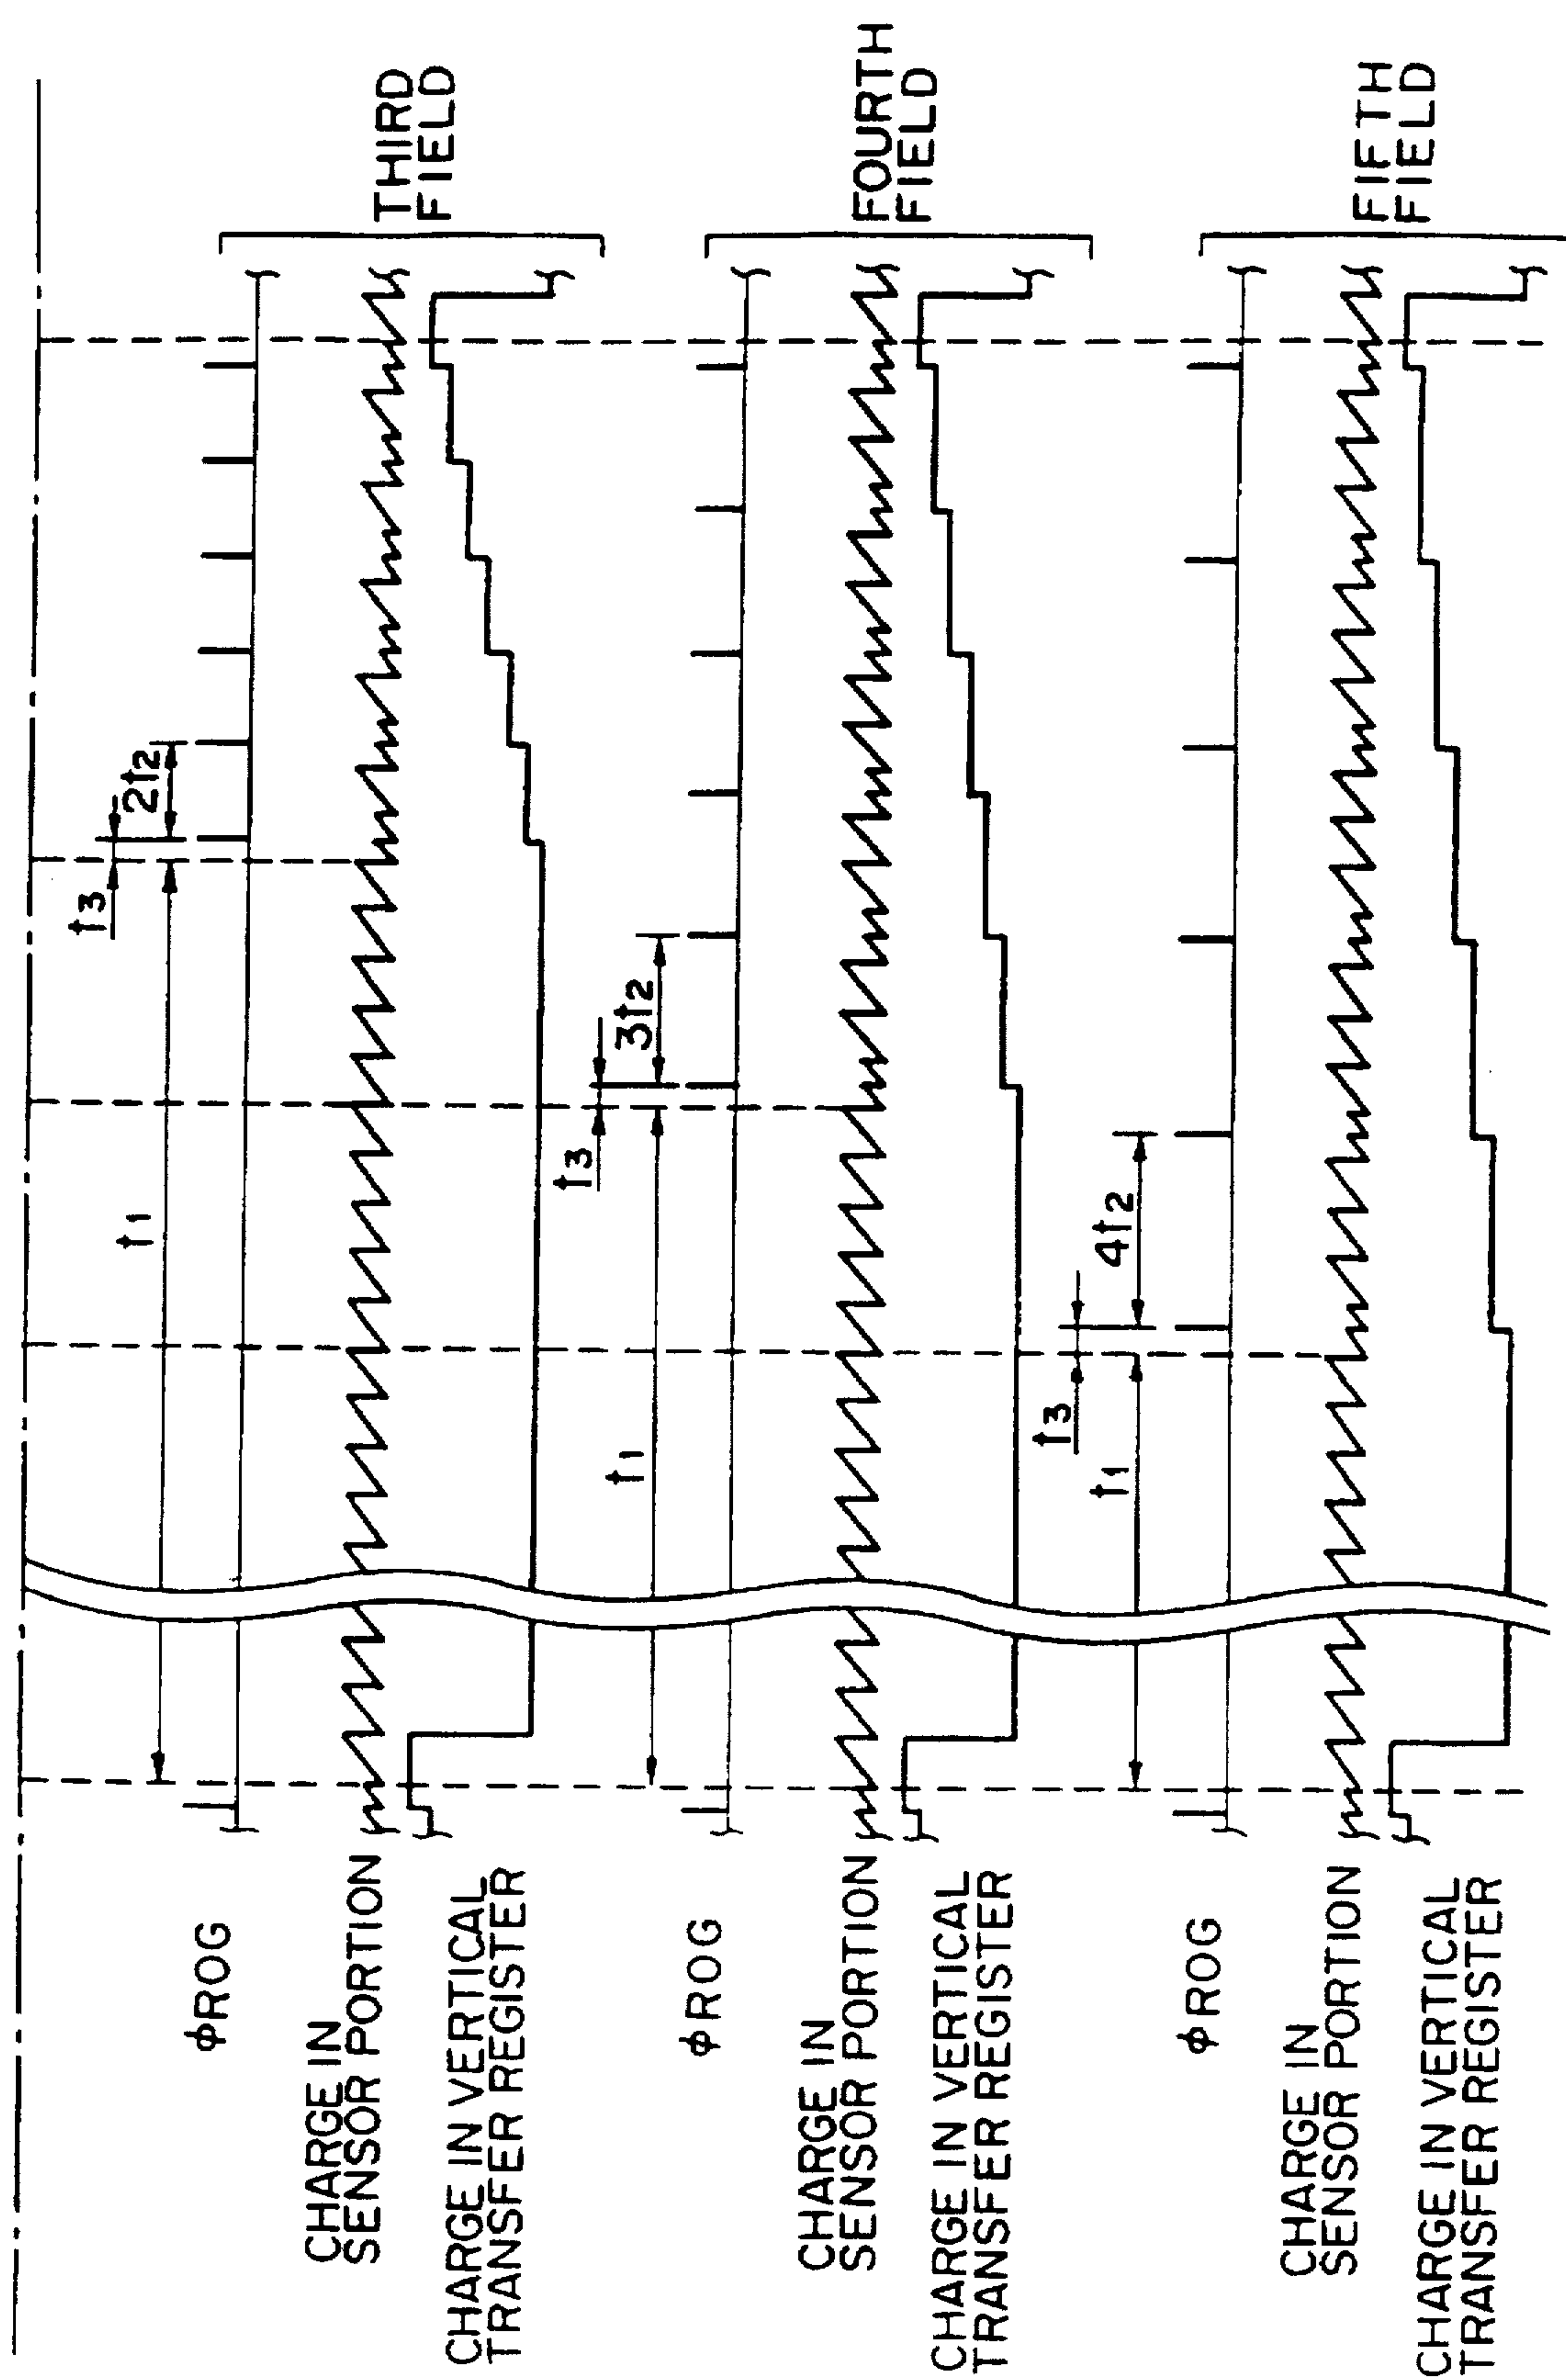 φROG
t1
t3
2t2
CHARGE IN
SENSOR PORTION
CHARGE IN VERTICAL
TRANSFER REGISTER
THIRD
FIELD
φROG
t1
t3
3t2
CHARGE IN
SENSOR PORTION
CHARGE IN VERTICAL
TRANSFER REGISTER
FOURTH
FIELD
φROG
t1
t3
4t2
CHARGE IN
SENSOR PORTION
CHARGE IN VERTICAL
TRANSFER REGISTER
FIFTH
FIELD